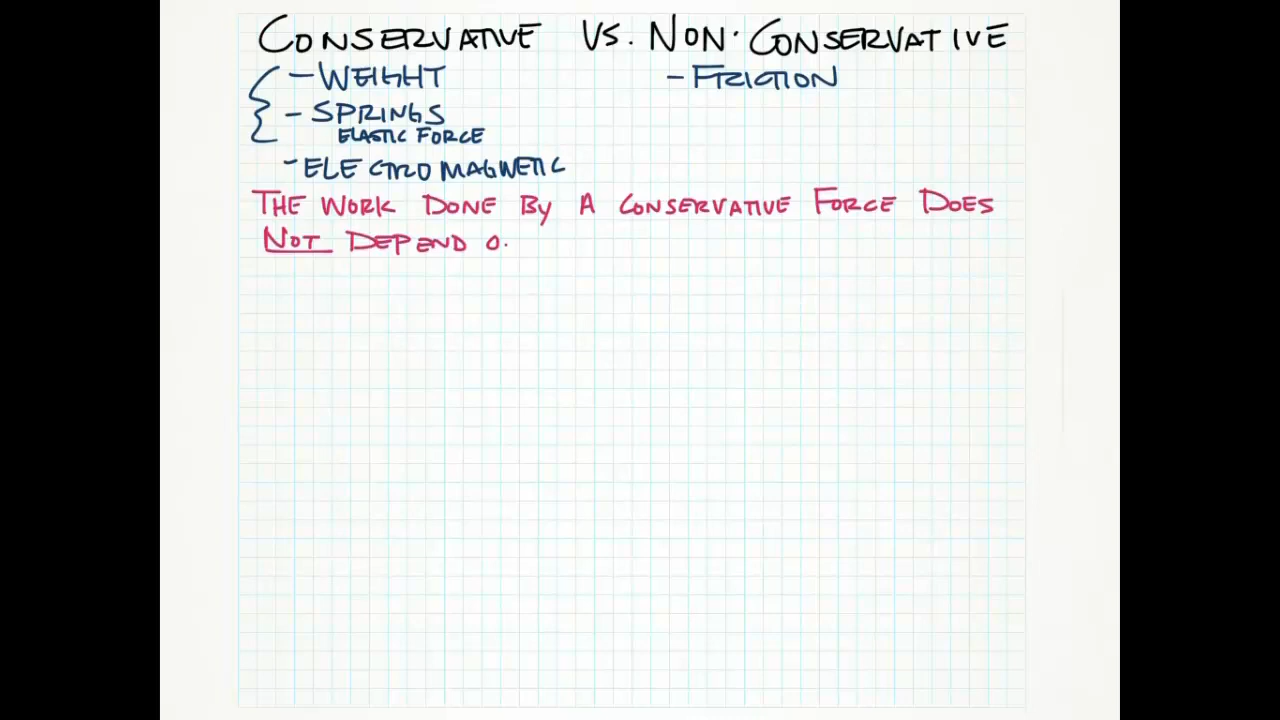 CONSERVATIVE VS. NON-CONSERVATIVE
- WEIGHT - FRICTION
- SPRINGS
ELASTIC FORCE
- ELECTROMAGNETIC
THE WORK DONE BY A CONSERVATIVE FORCE DOES
NOT DEPEND O